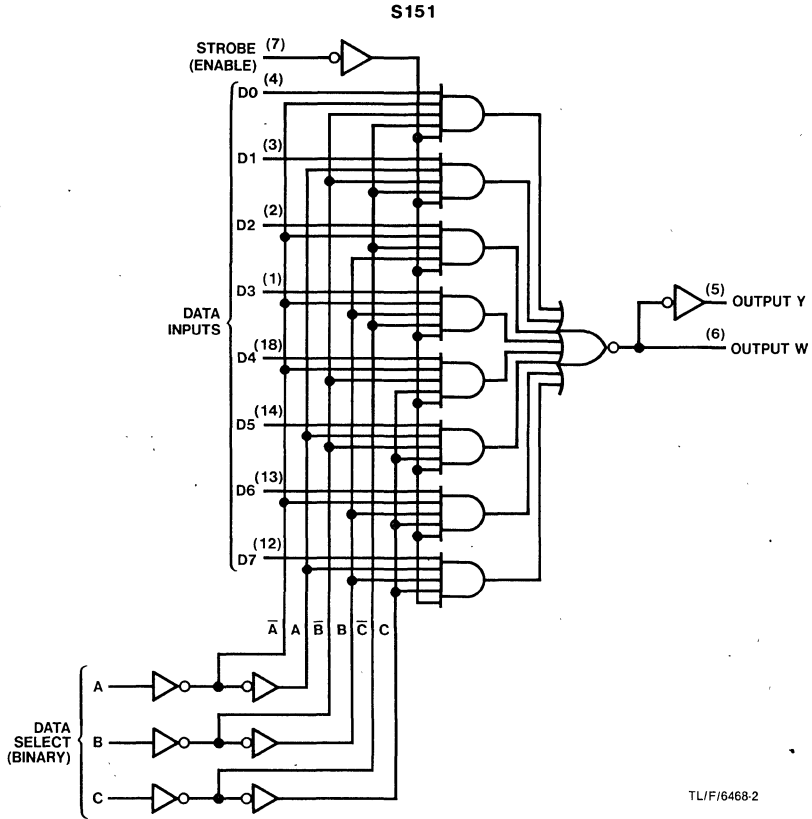 S151
STROBE (7)
(ENABLE)
D0 (4)
D1 (3)
D2 (2)
D3 (1)
DATA
INPUTS
D4 (18)
D5 (14)
D6 (13)
D7 (12)
(5) OUTPUT Y
(6) OUTPUT W
A̅ A B̅ B C̅ C
A
B
C
DATA
SELECT
(BINARY)
TL/F/6468-2